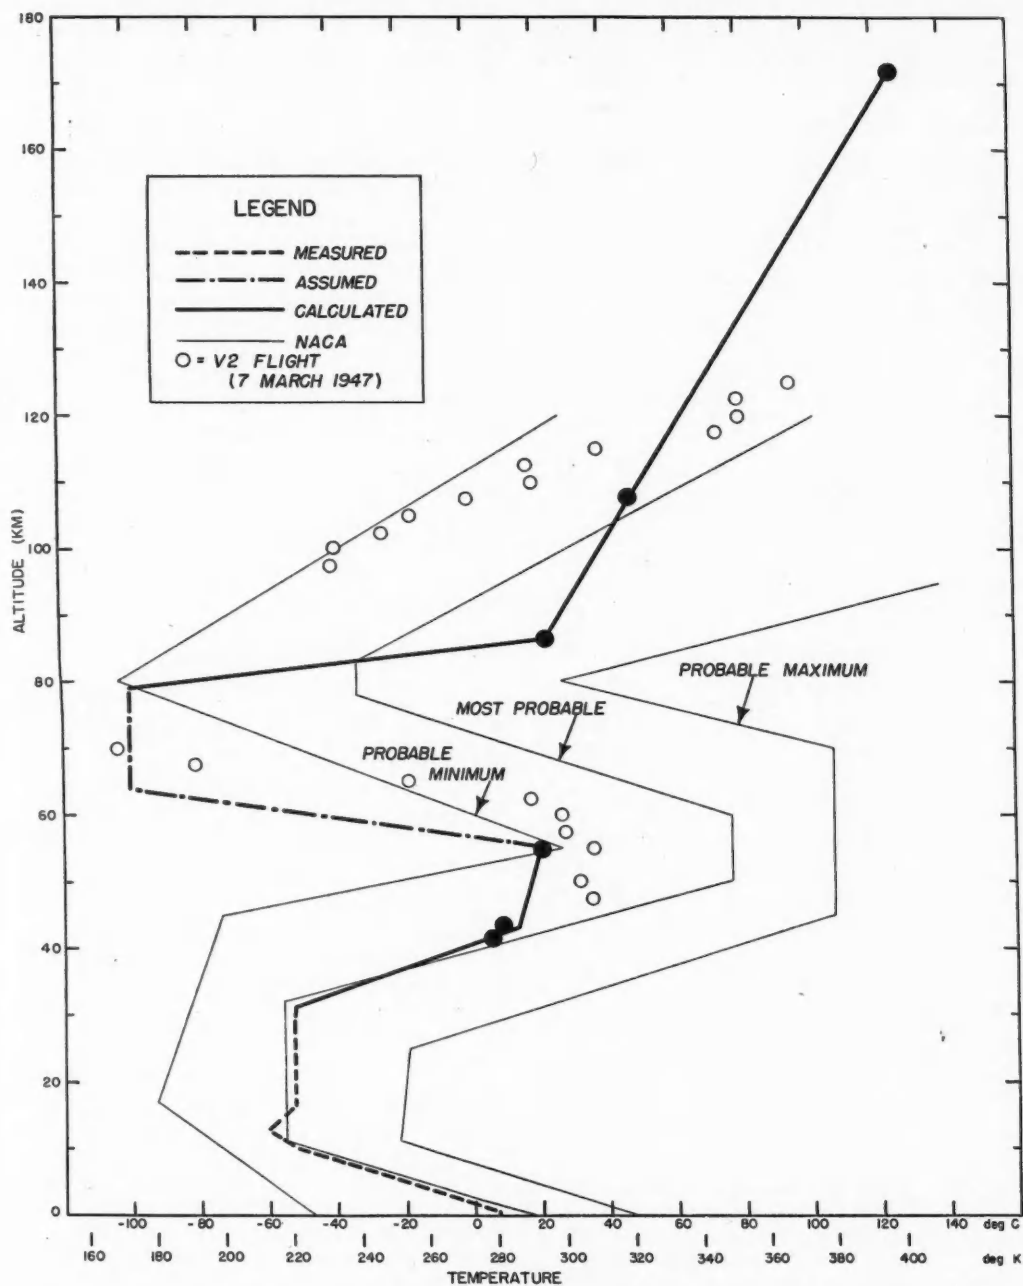 180
160
140
120
100
80
60
40
20
0
ALTITUDE (KM)
LEGEND
MEASURED
ASSUMED
CALCULATED
NACA
O = V2 FLIGHT
(7 MARCH 1947)
PROBABLE MAXIMUM
MOST PROBABLE
PROBABLE
MINIMUM
-100 -80 -60 -40 -20 0 20 40 60 80 100 120 140 deg C
160 180 200 220 240 260 280 300 320 340 360 380 400 deg K
TEMPERATURE